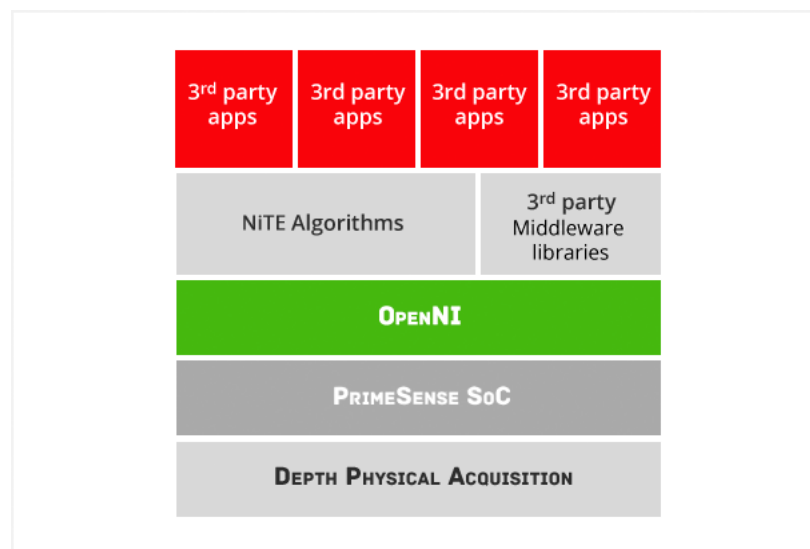 3rd party
apps
3rd party
apps
3rd party
apps
3rd party
apps
NiTE Algorithms
3rd party
Middleware
libraries
OpenNI
PrimeSense SoC
Depth Physical Acquisition